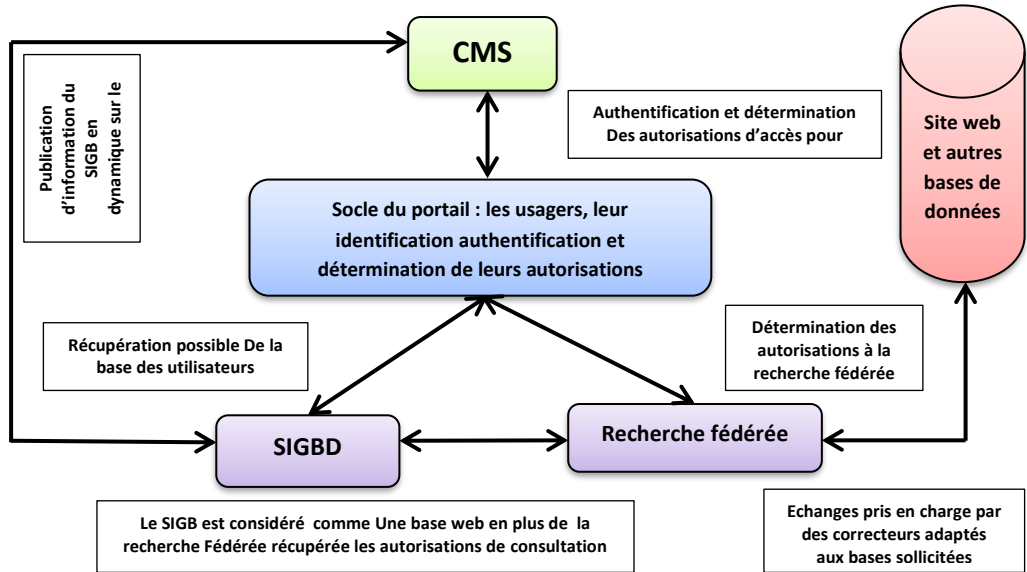 CMS
Publication
d'information du
SIGB en
dynamique sur le
Authentification et détermination
Des autorisations d'accès pour
Site web
et autres
bases de
données
Socle du portail : les usagers, leur
identification authentification et
détermination de leurs autorisations
Récupération possible De la
base des utilisateurs
Détermination des
autorisations à la
recherche fédérée
SIGBD
Recherche fédérée
Le SIGB est considéré comme Une base web en plus de la
recherche Fédérée récupérée les autorisations de consultation
Echanges pris en charge par
des correcteurs adaptés
aux bases sollicitées